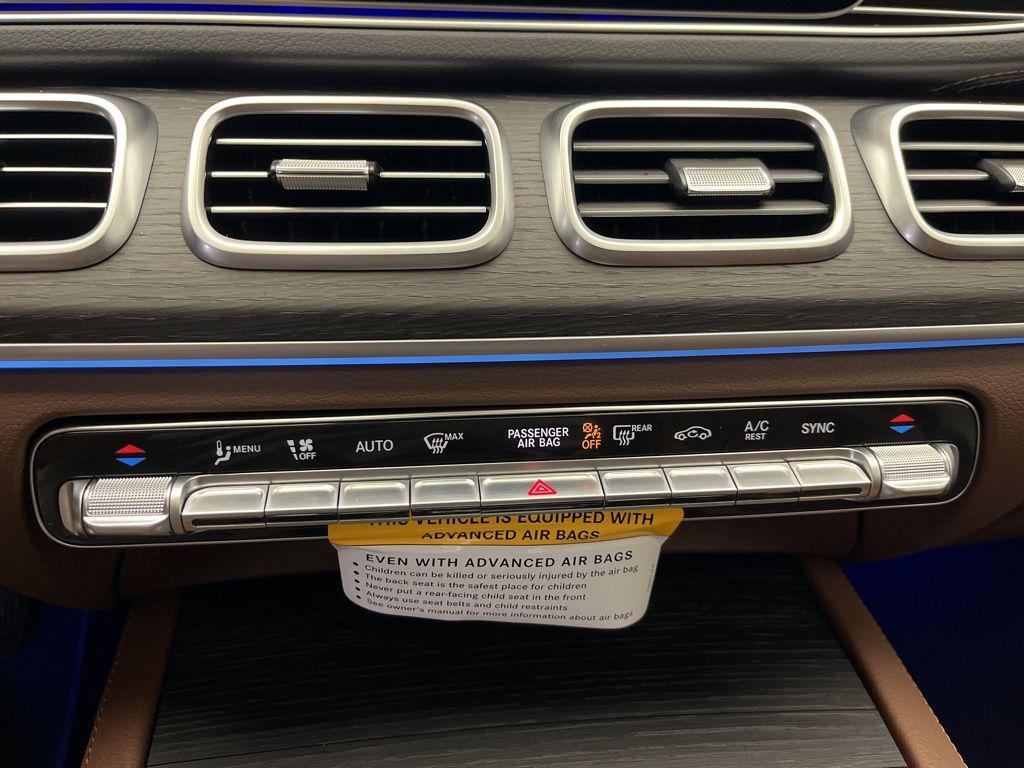 MENU
OFF
AUTO
MAX
PASSENGER
AIR BAG
2
OFF
REAR
A/C
REST
SYNC
THIS VEHICLE IS EQUIPPED WITH
ADVANCED AIR BAGS
EVEN WITH ADVANCED AIR BAGS
• Children can be killed or seriously injured by the air bag
• The back seat is the safest place for children
• Never put a rear-facing child seat in the front
• Always use seat belts and child restraints
• See owner's manual for more information about air bags